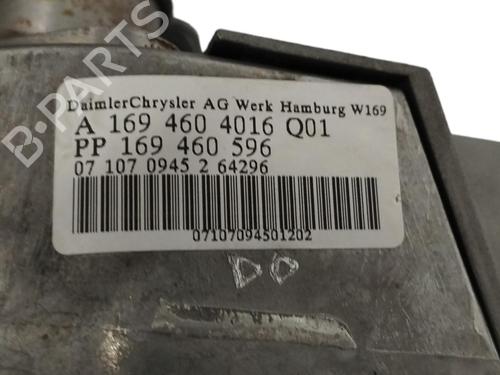 B-PARTS
DaimlerChrysler AG Werk Hamburg W169
A 169 460 4016 Q01
PP 169 460 596
07 107 0945 2 64296
07107094501202
DO